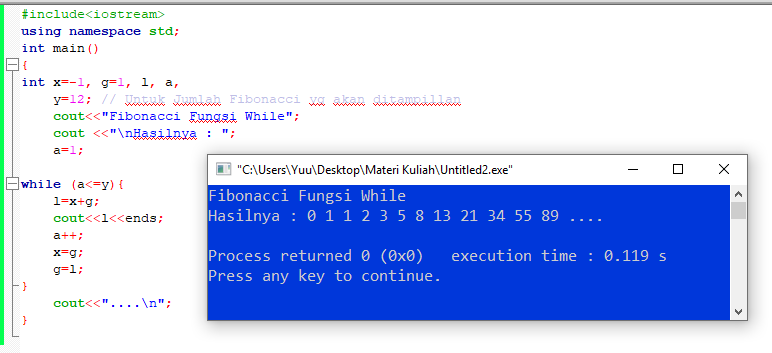 #include<iostream>
using namespace std;
int main()
{
int x=-1, g=1, l, a,
y=12; // Untuk Jumlah Fibonacci yg akan ditampillan
cout<<"Fibonacci Fungsi While";
cout <<"\nHasilnya : ";
a=1;
while (a<=y){
l=x+g;
cout<<l<<ends;
a++;
x=g;
g=l;
}
cout<<"....\n";
}
"C:\Users\Yuu\Desktop\Materi Kuliah\Untitled2.exe"
Fibonacci Fungsi While
Hasilnya : 0 1 1 2 3 5 8 13 21 34 55 89 ....
Process returned 0 (0x0)   execution time : 0.119 s
Press any key to continue.